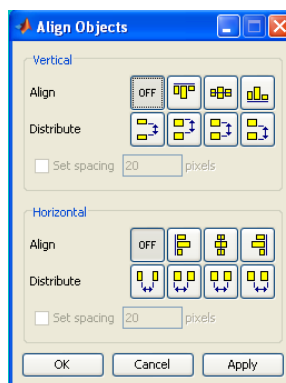 Align Objects
Vertical
Align OFF
Distribute
Set spacing 20 pixels
Horizontal
Align OFF
Distribute
Set spacing 20 pixels
OK Cancel Apply